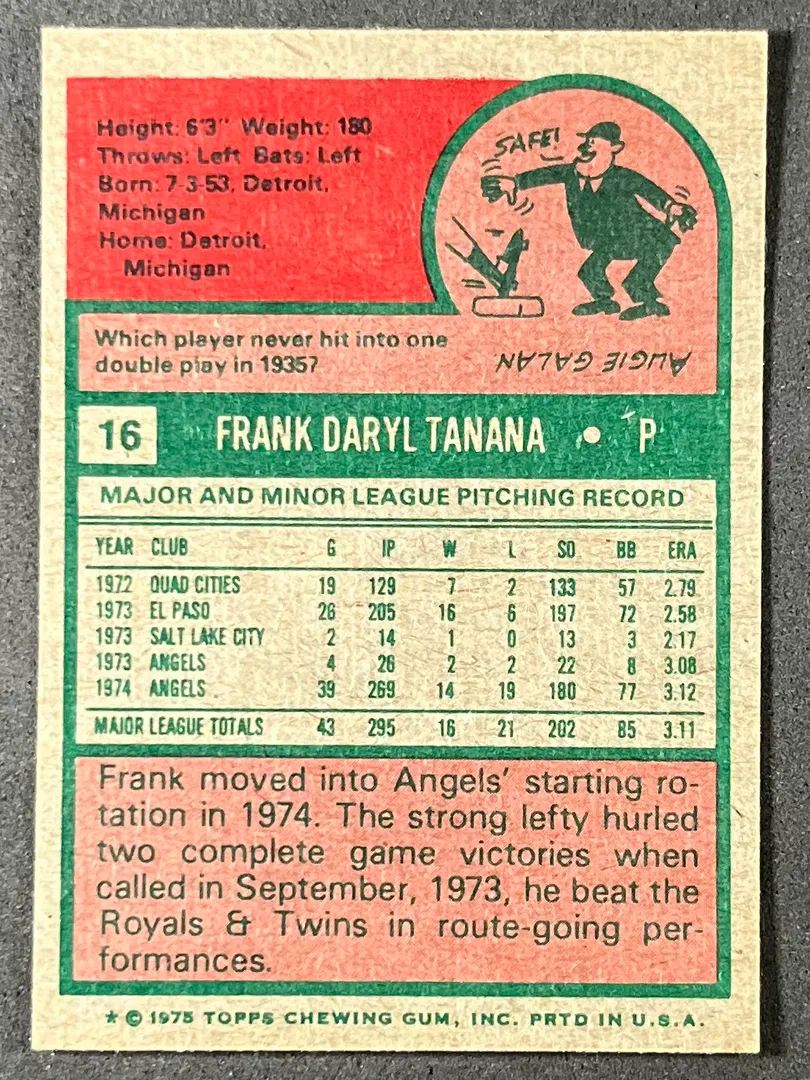 Height: 6'3" Weight: 180
Throws: Left Bats: Left
Born: 7-3-53, Detroit,
Michigan
Home: Detroit,
Michigan
SAFE!
Which player never hit into one
double play in 1935?
AUGIE GALAN
16 FRANK DARYL TANANA • P
MAJOR AND MINOR LEAGUE PITCHING RECORD
YEAR CLUB G IP W L SO BB ERA
1972 QUAD CITIES 19 129 7 2 133 57 2.79
1973 EL PASO 26 205 16 6 197 72 2.58
1973 SALT LAKE CITY 2 14 1 0 13 3 2.17
1973 ANGELS 4 26 2 2 22 8 3.08
1974 ANGELS 39 269 14 19 180 77 3.12
MAJOR LEAGUE TOTALS 43 295 16 21 202 85 3.11
Frank moved into Angels' starting ro-
tation in 1974. The strong lefty hurled
two complete game victories when
called in September, 1973, he beat the
Royals & Twins in route-going per-
formances.
* © 1975 TOPPS CHEWING GUM, INC. PRTD IN U.S.A.